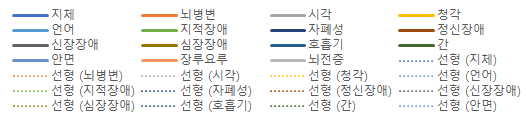 지체 뇌병변 시각 청각
언어 지적장애 자폐성 정신장애
신장장애 심장장애 호흡기 간
안면 장루요루 뇌전증 선형 (지체)
선형 (뇌병변) 선형 (시각) 선형 (청각) 선형 (언어)
선형 (지적장애) 선형 (자폐성) 선형 (정신장애) 선형 (신장장애)
선형 (심장장애) 선형 (호흡기) 선형 (간) 선형 (안면)